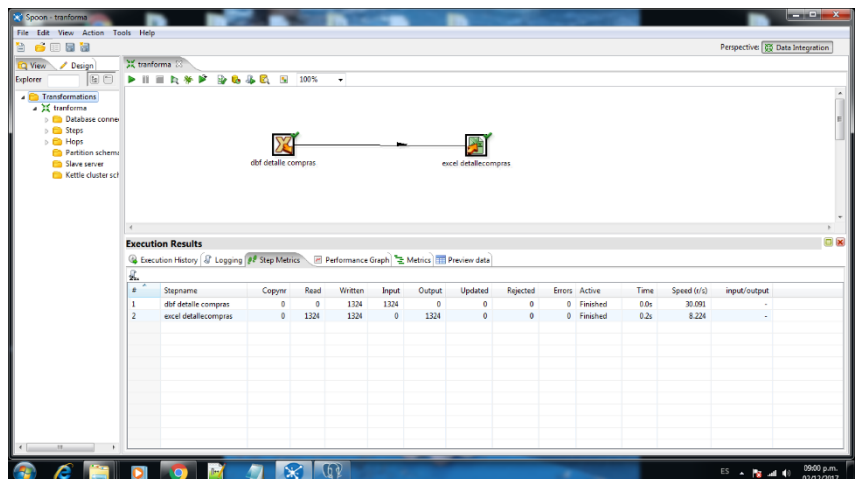 Spoon - tranforma
File Edit View Action Tools Help
Perspective: Data Integration
View Design
tranforma
Explorer
100%
Transformations
tranforma
Database conne
Steps
Hops
Partition schema
Slave server
Kettle cluster sch
dbf detalle compras
excel detallecompras
Execution Results
Execution History Logging Step Metrics Performance Graph Metrics Preview data
# Stepname Copynr Read Written Input Output Updated Rejected Errors Active Time Speed (r/s) input/output
1 dbf detalle compras 0 0 1324 1324 0 0 0 0 Finished 0.0s 30.091 -
2 excel detallecompras 0 1324 1324 0 1324 0 0 0 Finished 0.2s 8.224 -
ES 09:00 p.m.
02/12/2017